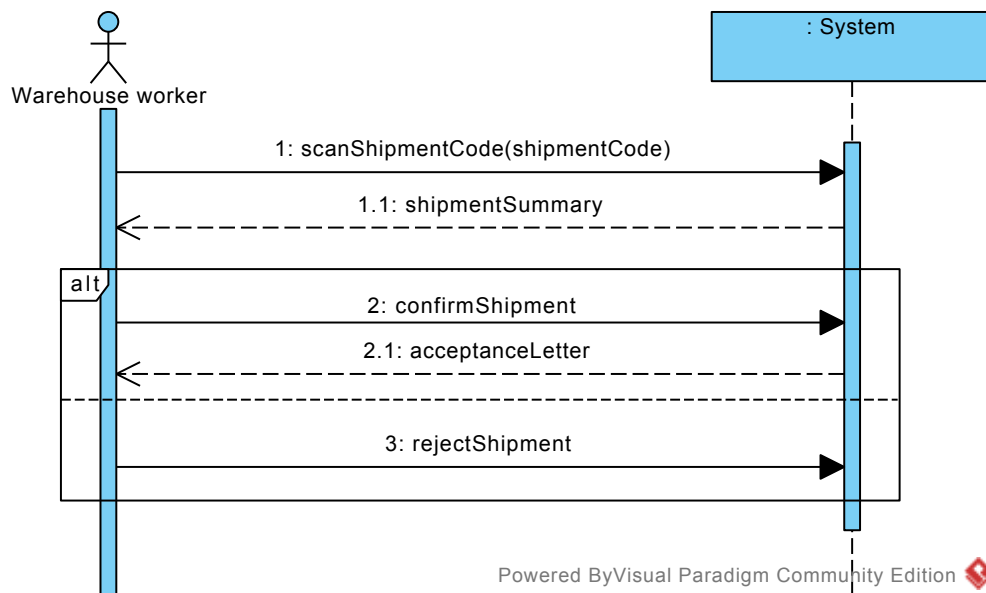 : System
Warehouse worker
1: scanShipmentCode(shipmentCode)
1.1: shipmentSummary
alt
2: confirmShipment
2.1: acceptanceLetter
3: rejectShipment
Powered ByVisual Paradigm Community Edition